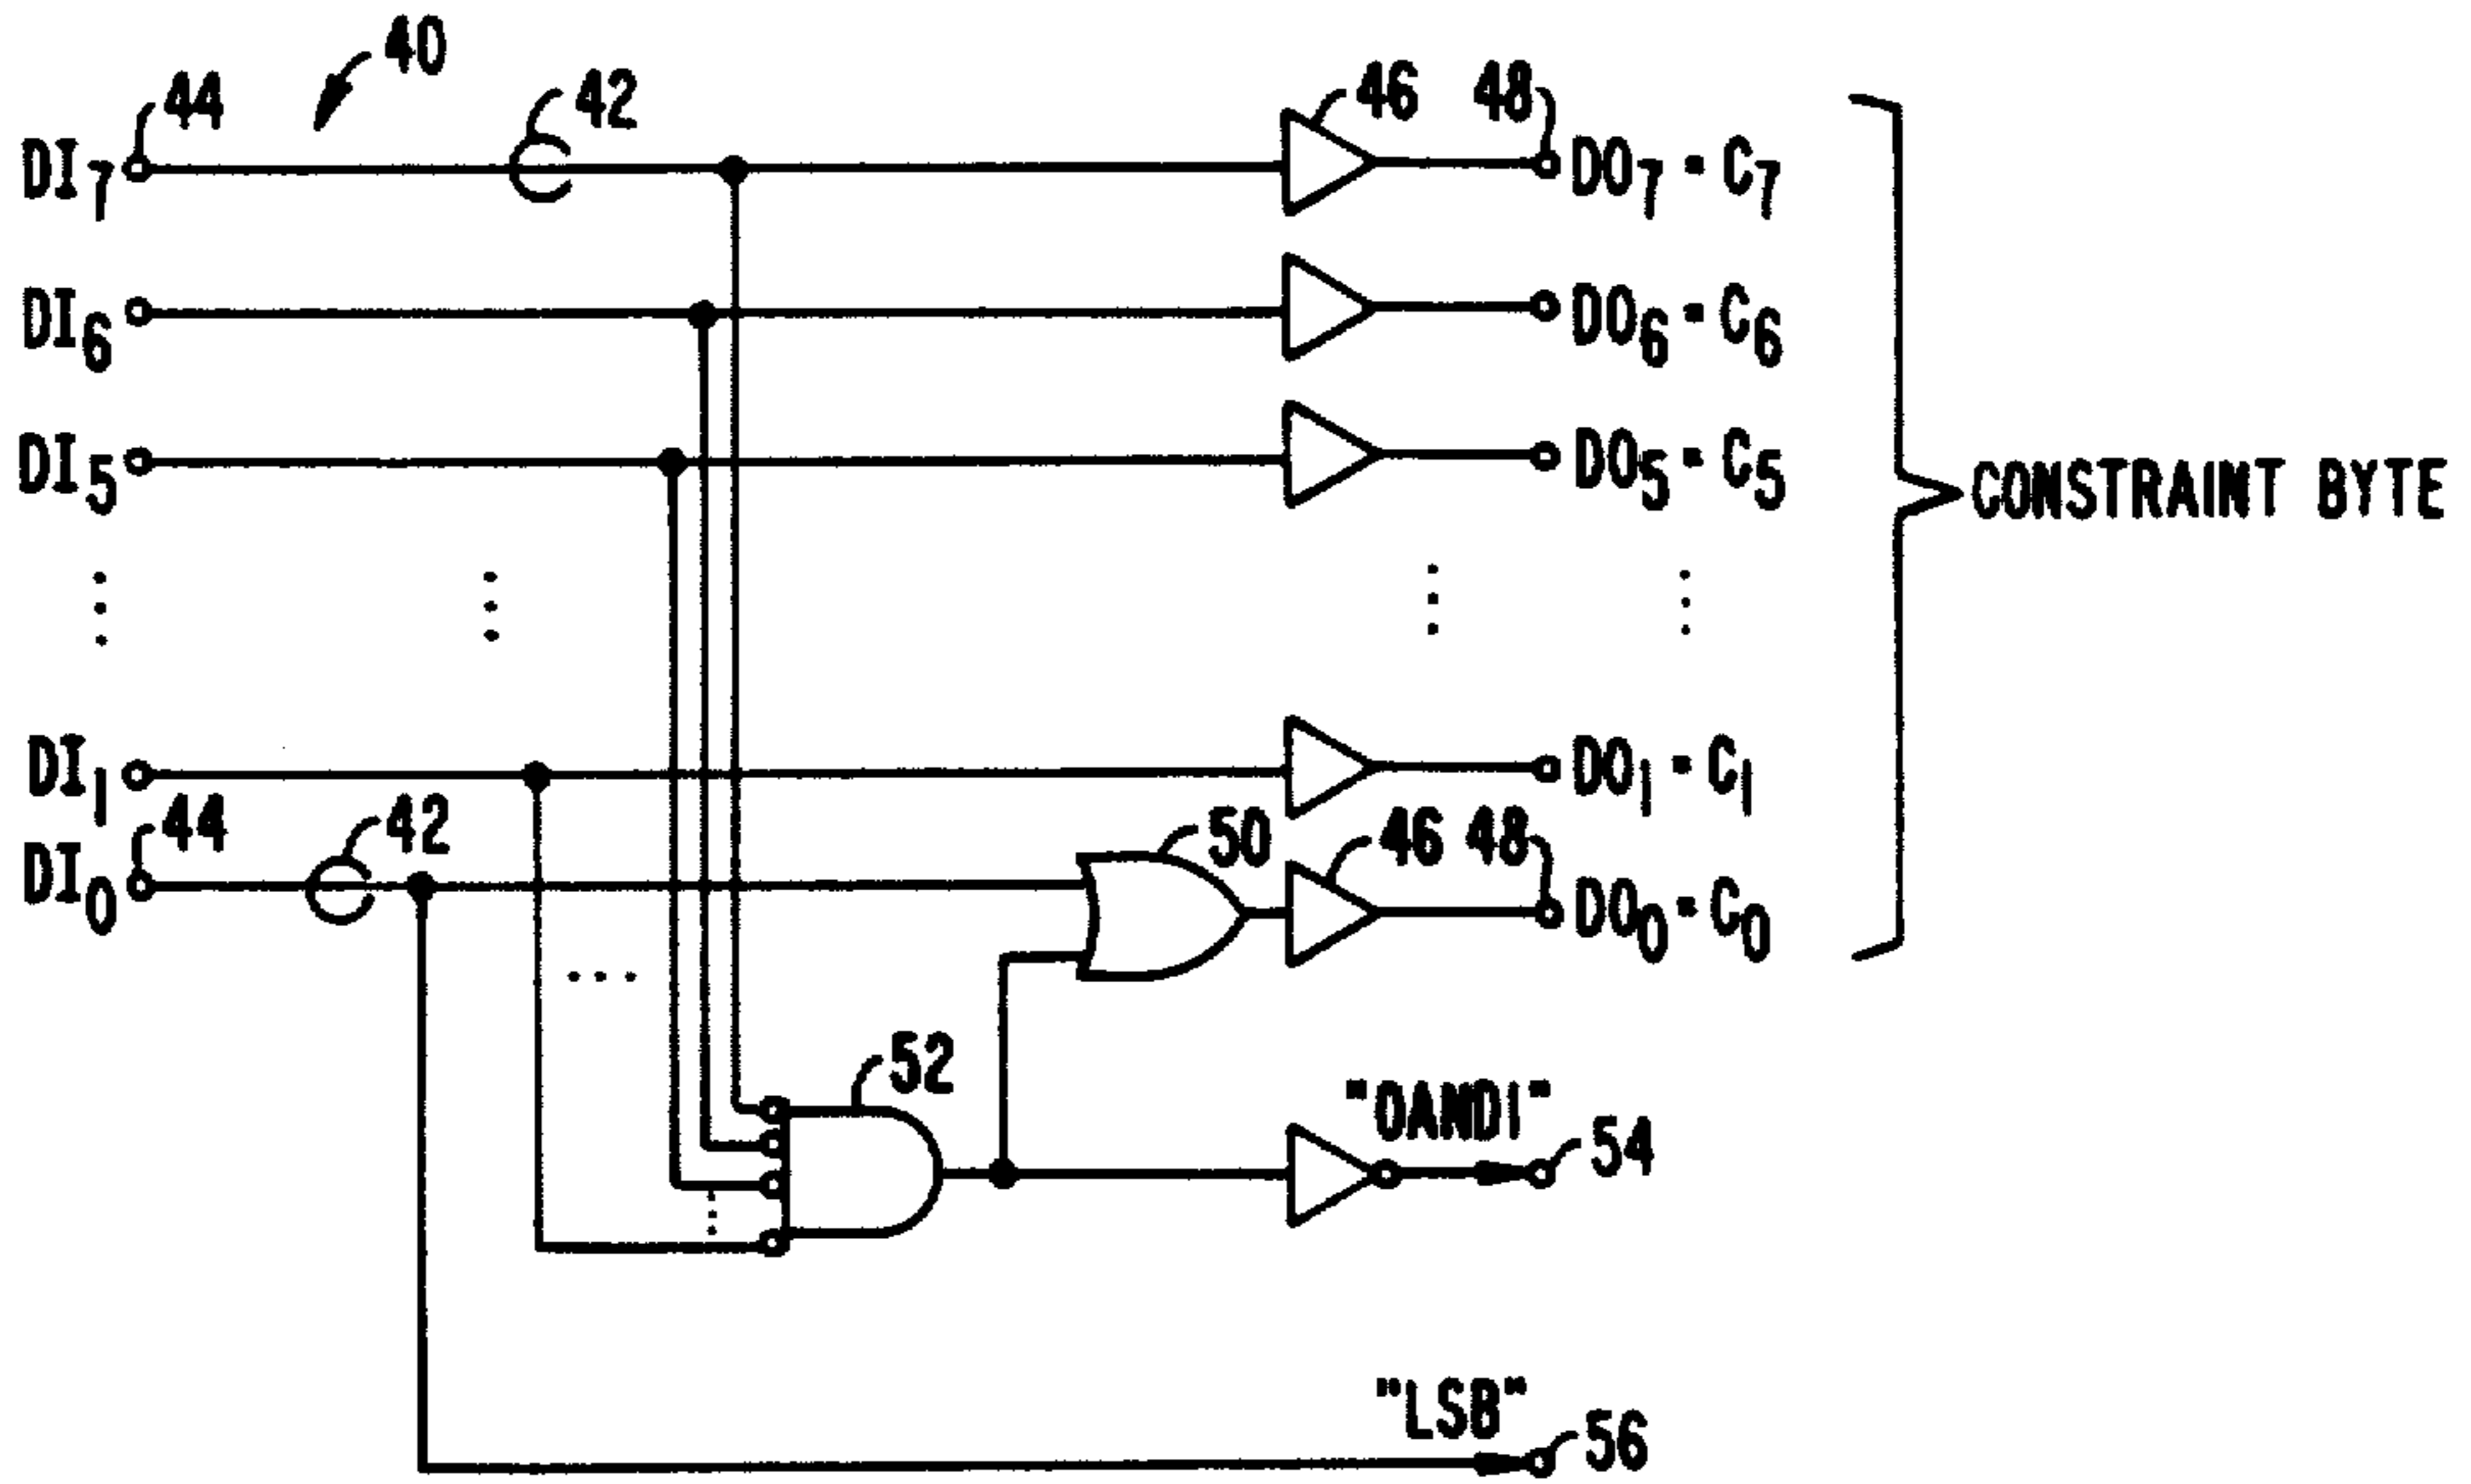 40
44
42
46
48
DI7
DO7 = C7
DI6
DO6 = C6
DI5
DO5 = C5
CONSTRAINT BYTE
DI1
DO1 = C1
44
42
50
46
48
DI0
DO0 = C0
52
"0AND1"
54
"LSB"
56